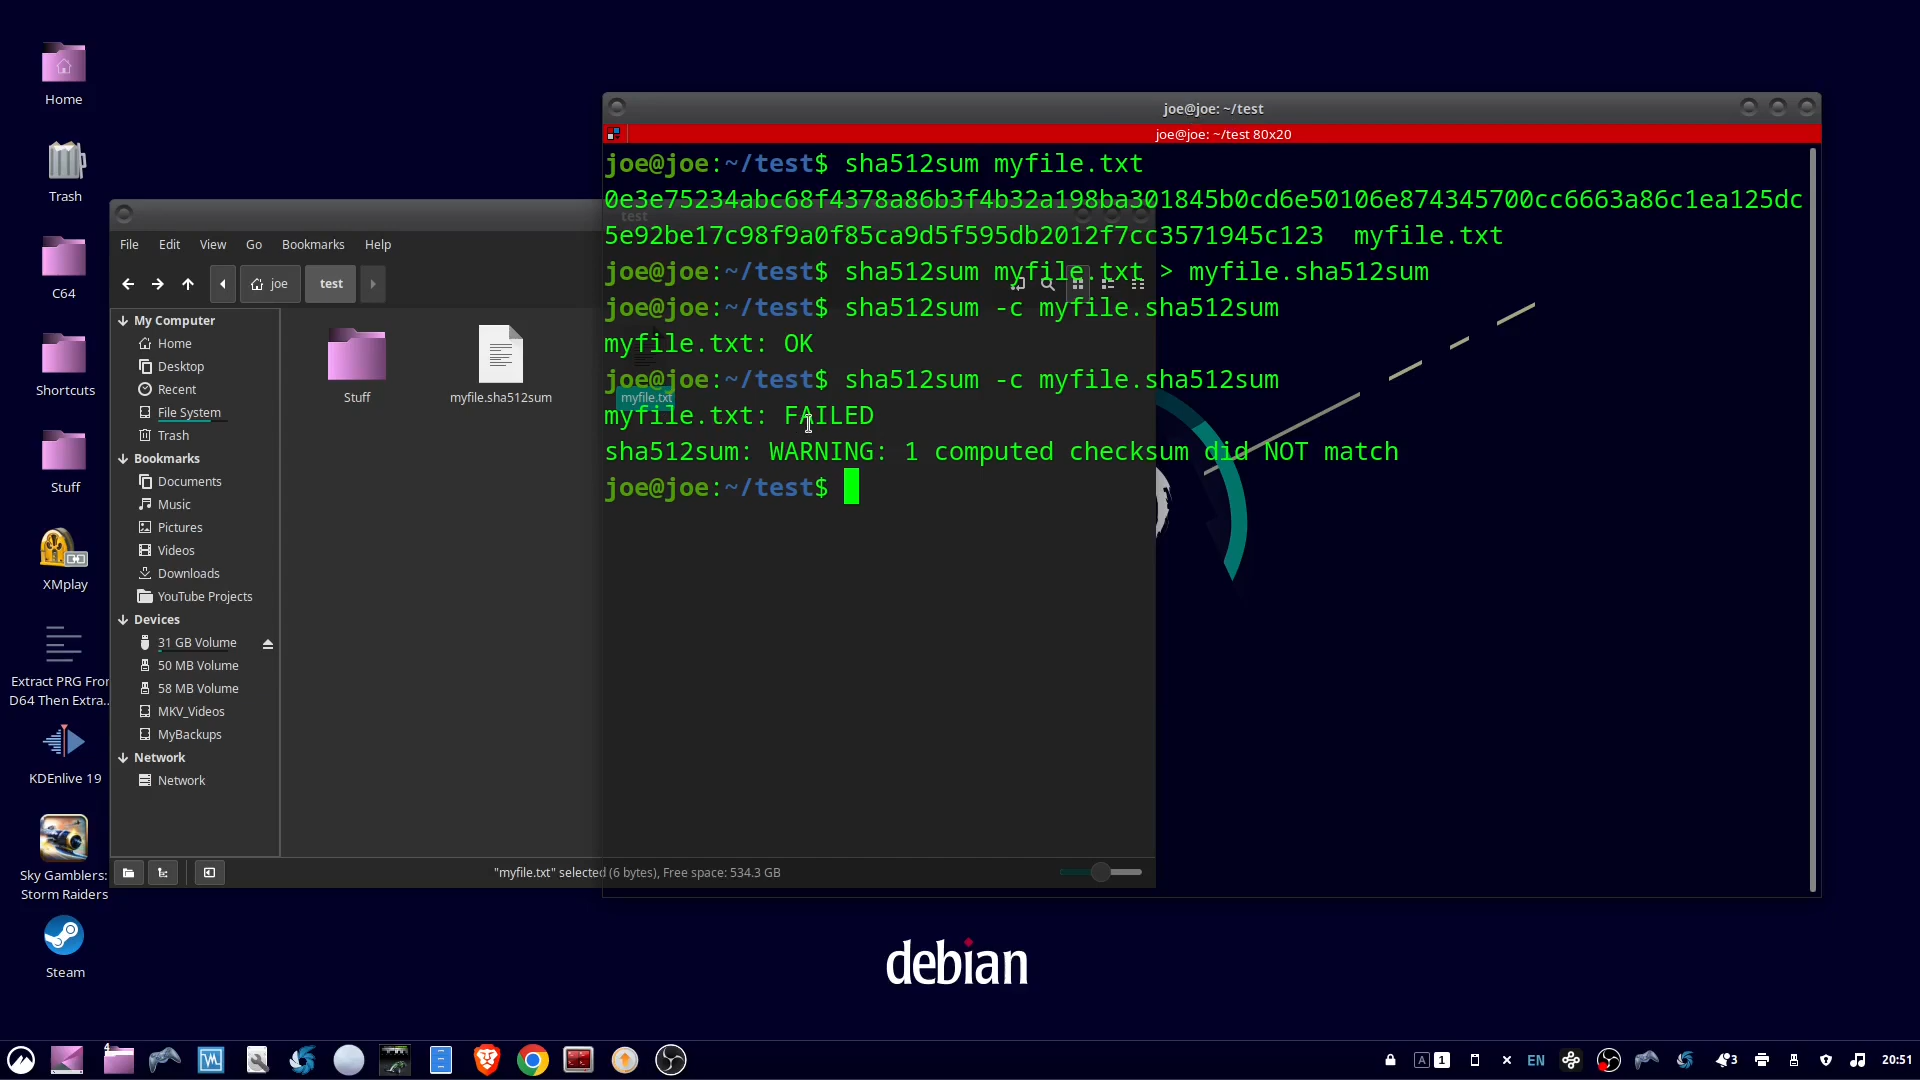 Home
Trash
C64
Shortcuts
Stuff
XMplay
Extract PRG Fro
D64 Then Extra..
KDEnlive 19
Sky Gamblers:
Storm Raiders
Steam
test
File Edit View Go Bookmarks Help
joe test
My Computer
Home
Desktop
Recent
File System
Trash
Bookmarks
Documents
Music
Pictures
Videos
Downloads
YouTube Projects
Devices
31 GB Volume
50 MB Volume
58 MB Volume
MKV_Videos
MyBackups
Network
Network
Stuff
myfile.sha512sum
myfile.txt
"myfile.txt" selected (6 bytes), Free space: 534.3 GB
joe@joe: ~/test
joe@joe: ~/test 80x20
joe@joe:~/test$ sha512sum myfile.txt
0e3e75234abc68f4378a86b3f4b32a198ba301845b0cd6e50106e874345700cc6663a86c1ea125dc
5e92be17c98f9a0f85ca9d5f595db2012f7cc3571945c123  myfile.txt
joe@joe:~/test$ sha512sum myfile.txt > myfile.sha512sum
joe@joe:~/test$ sha512sum -c myfile.sha512sum
myfile.txt: OK
joe@joe:~/test$ sha512sum -c myfile.sha512sum
myfile.txt: FAILED
sha512sum: WARNING: 1 computed checksum did NOT match
joe@joe:~/test$
debian
4
A 1
EN
3
20:51